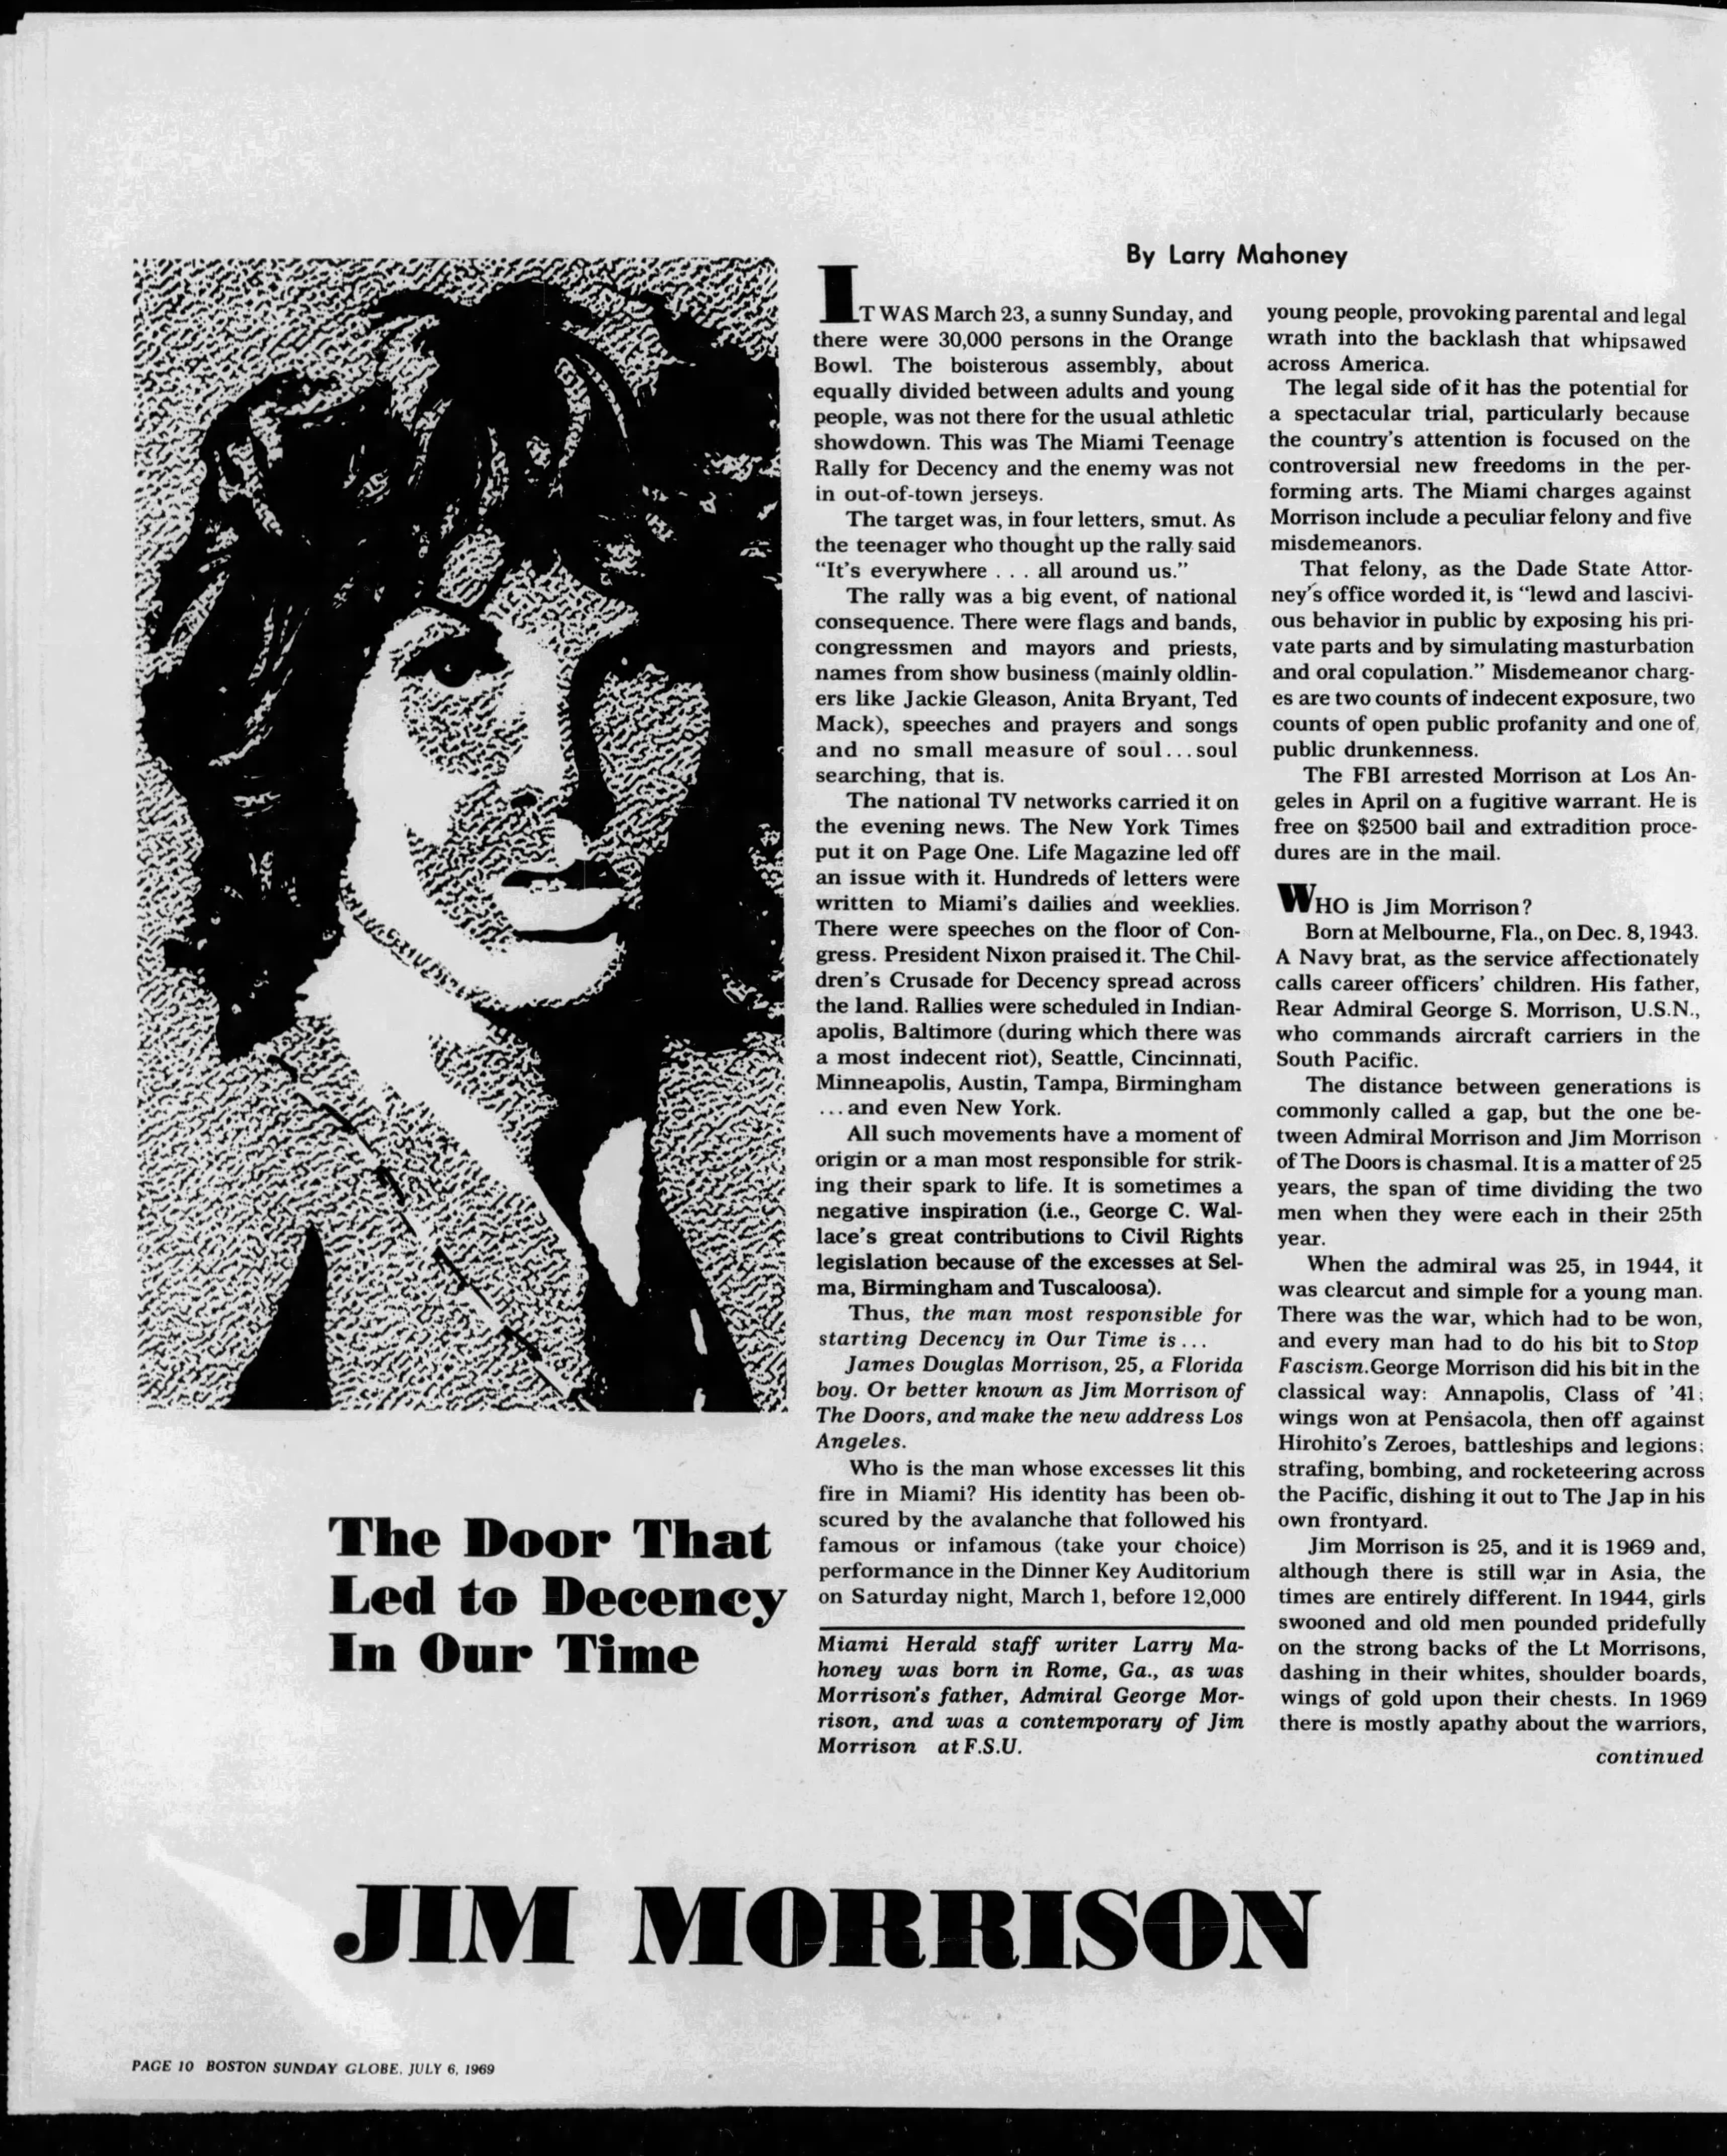 By Larry Mahoney
IT WAS March 23, a sunny Sunday, and
there were 30,000 persons in the Orange
Bowl. The boisterous assembly, about
equally divided between adults and young
people, was not there for the usual athletic
showdown. This was The Miami Teenage
Rally for Decency and the enemy was not
in out-of-town jerseys.
The target was, in four letters, smut. As
the teenager who thought up the rally said
“It's everywhere . . . all around us.”
The rally was a big event, of national
consequence. There were flags and bands,
congressmen and mayors and priests,
names from show business (mainly oldlin-
ers like Jackie Gleason, Anita Bryant, Ted
Mack), speeches and prayers and songs
and no small measure of soul...soul
searching, that is.
The national TV networks carried it on
the evening news. The New York Times
put it on Page One. Life Magazine led off
an issue with it. Hundreds of letters were
written to Miami's dailies and weeklies.
There were speeches on the floor of Con-
gress. President Nixon praised it. The Chil-
dren's Crusade for Decency spread across
the land. Rallies were scheduled in Indian-
apolis, Baltimore (during which there was
a most indecent riot), Seattle, Cincinnati,
Minneapolis, Austin, Tampa, Birmingham
...and even New York.
All such movements have a moment of
origin or a man most responsible for strik-
ing their spark to life. It is sometimes a
negative inspiration (i.e., George C. Wal-
lace's great contributions to Civil Rights
legislation because of the excesses at Sel-
ma, Birmingham and Tuscaloosa).
Thus, the man most responsible for
starting Decency in Our Time is...
James Douglas Morrison, 25, a Florida
boy. Or better known as Jim Morrison of
The Doors, and make the new address Los
Angeles.
Who is the man whose excesses lit this
fire in Miami? His identity has been ob-
scured by the avalanche that followed his
famous or infamous (take your choice)
performance in the Dinner Key Auditorium
on Saturday night, March 1, before 12,000
Miami Herald staff writer Larry Ma-
honey was born in Rome, Ga., as was
Morrison's father, Admiral George Mor-
rison, and was a contemporary of Jim
Morrison at F.S.U.
young people, provoking parental and legal
wrath into the backlash that whipsawed
across America.
The legal side of it has the potential for
a spectacular trial, particularly because
the country's attention is focused on the
controversial new freedoms in the per-
forming arts. The Miami charges against
Morrison include a peculiar felony and five
misdemeanors.
That felony, as the Dade State Attor-
ney's office worded it, is “lewd and lascivi-
ous behavior in public by exposing his pri-
vate parts and by simulating masturbation
and oral copulation.” Misdemeanor charg-
es are two counts of indecent exposure, two
counts of open public profanity and one of
public drunkenness.
The FBI arrested Morrison at Los An-
geles in April on a fugitive warrant. He is
free on $2500 bail and extradition proce-
dures are in the mail.
WHO is Jim Morrison?
Born at Melbourne, Fla., on Dec. 8, 1943.
A Navy brat, as the service affectionately
calls career officers' children. His father,
Rear Admiral George S. Morrison, U.S.N.,
who commands aircraft carriers in the
South Pacific.
The distance between generations is
commonly called a gap, but the one be-
tween Admiral Morrison and Jim Morrison
of The Doors is chasmal. It is a matter of 25
years, the span of time dividing the two
men when they were each in their 25th
year.
When the admiral was 25, in 1944, it
was clearcut and simple for a young man.
There was the war, which had to be won,
and every man had to do his bit to Stop
Fascism. George Morrison did his bit in the
classical way: Annapolis, Class of '41;
wings won at Pensacola, then off against
Hirohito's Zeroes, battleships and legions;
strafing, bombing, and rocketeering across
the Pacific, dishing it out to The Jap in his
own frontyard.
Jim Morrison is 25, and it is 1969 and,
although there is still war in Asia, the
times are entirely different. In 1944, girls
swooned and old men pounded pridefully
on the strong backs of the Lt Morrisons,
dashing in their whites, shoulder boards,
wings of gold upon their chests. In 1969
there is mostly apathy about the warriors,
continued
The Door That
Led to Decency
In Our Time
JIM MORRISON
PAGE 10 BOSTON SUNDAY GLOBE, JULY 6, 1969